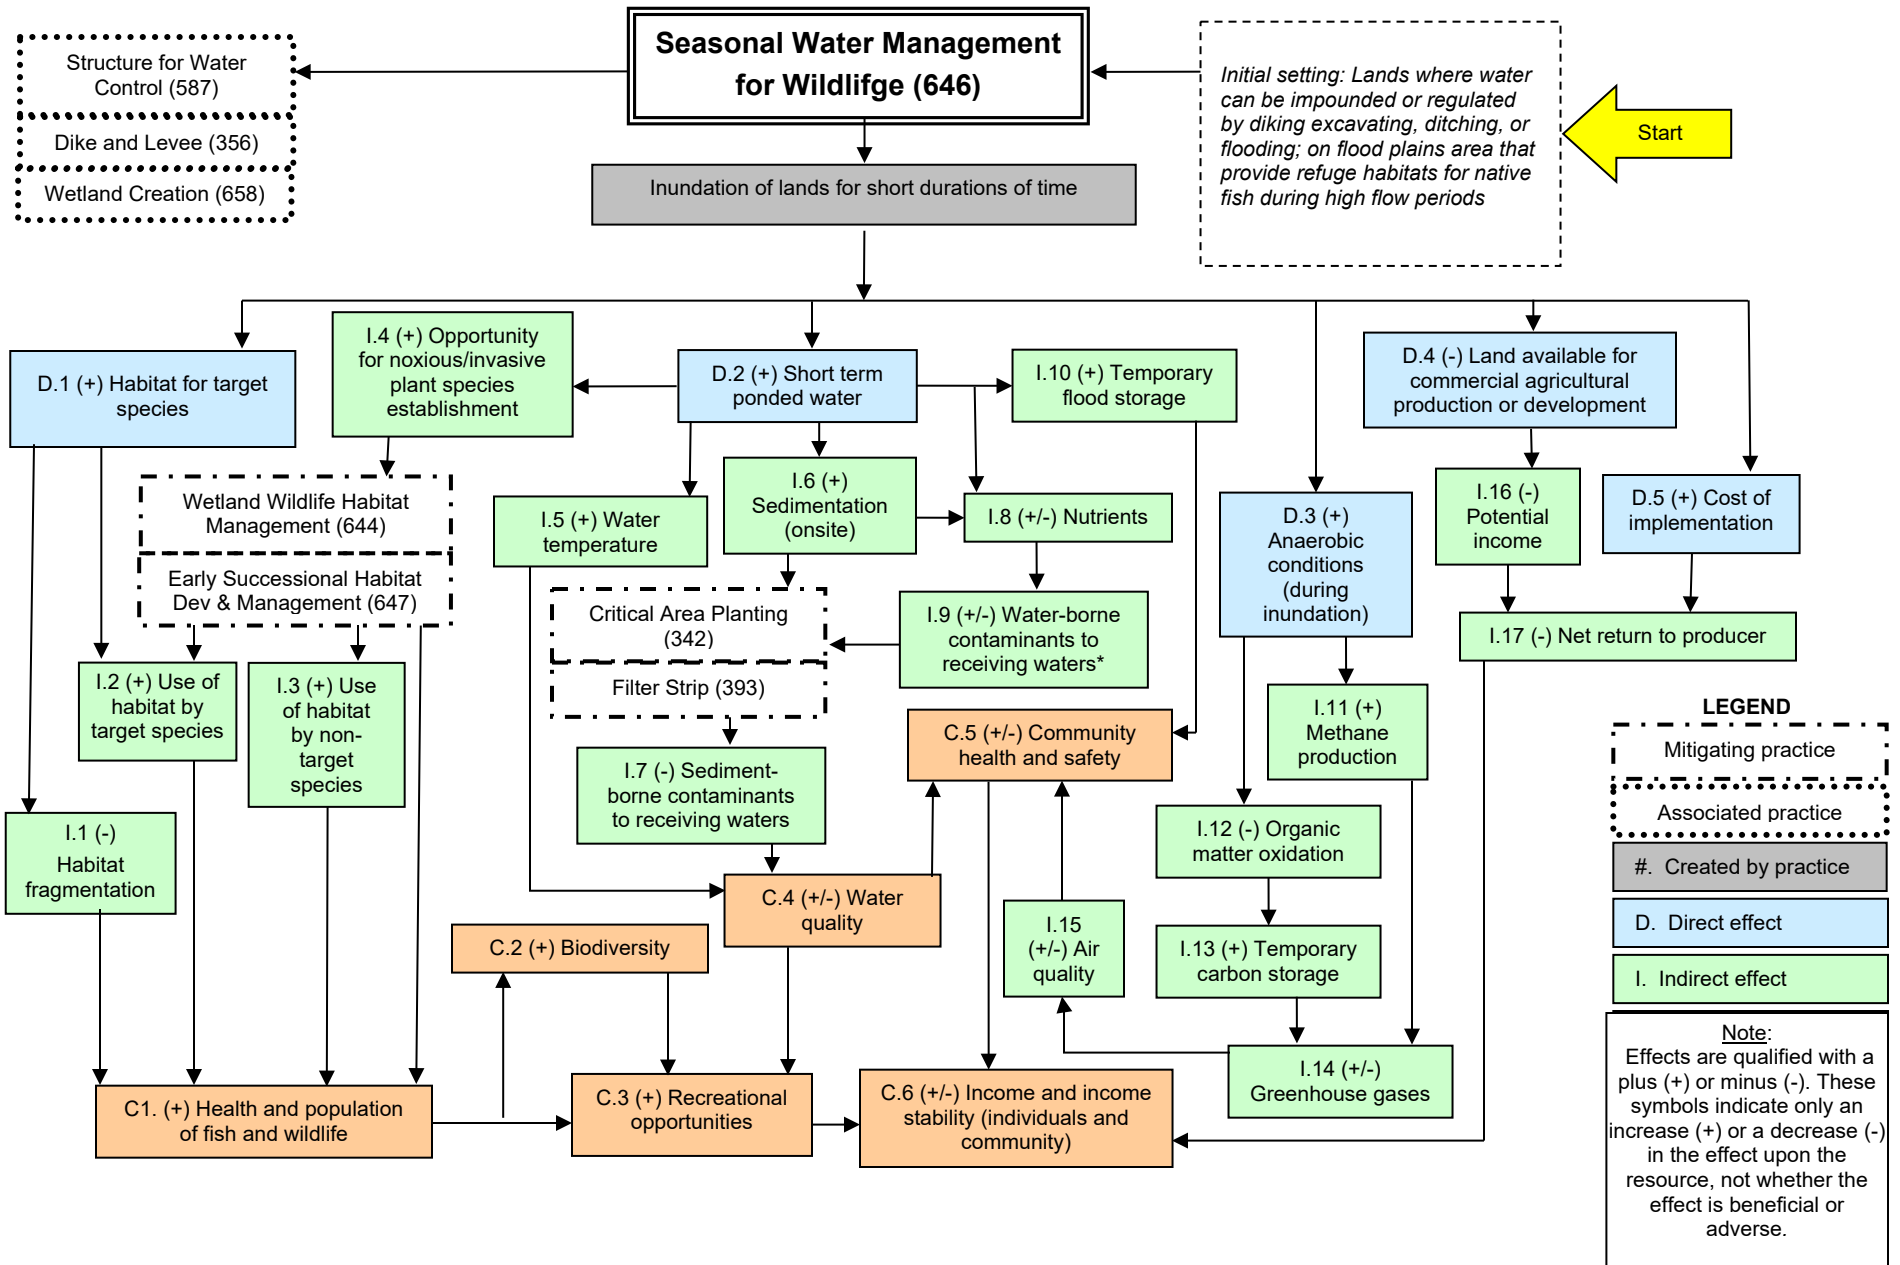 Structure for Water
Control (587)
Dike and Levee (356)
Wetland Creation (658)
Seasonal Water Management
for Wildlifge (646)
Initial setting: Lands where water
can be impounded or regulated
by diking excavating, ditching, or
flooding; on flood plains area that
provide refuge habitats for native
fish during high flow periods
Start
Inundation of lands for short durations of time
D.1 (+) Habitat for target
species
I.4 (+) Opportunity
for noxious/invasive
plant species
establishment
D.2 (+) Short term
ponded water
I.10 (+) Temporary
flood storage
D.4 (-) Land available for
commercial agricultural
production or development
Wetland Wildlife Habitat
Management (644)
Early Successional Habitat
Dev & Management (647)
I.5 (+) Water
temperature
I.6 (+)
Sedimentation
(onsite)
I.8 (+/-) Nutrients
D.3 (+)
Anaerobic
conditions
(during
inundation)
I.16 (-)
Potential
income
D.5 (+) Cost of
implementation
Critical Area Planting
(342)
Filter Strip (393)
I.9 (+/-) Water-borne
contaminants to
receiving waters*
I.17 (-) Net return to producer
I.2 (+) Use of
habitat by
target species
I.3 (+) Use
of habitat
by non-
target
species
I.7 (-) Sediment-
borne contaminants
to receiving waters
C.5 (+/-) Community
health and safety
I.11 (+)
Methane
production
I.1 (-)
Habitat
fragmentation
I.12 (-) Organic
matter oxidation
C.4 (+/-) Water
quality
C.2 (+) Biodiversity
I.15
(+/-) Air
quality
I.13 (+) Temporary
carbon storage
I.14 (+/-)
Greenhouse gases
C1. (+) Health and population
of fish and wildlife
C.3 (+) Recreational
opportunities
C.6 (+/-) Income and income
stability (individuals and
community)
LEGEND
Mitigating practice
Associated practice
#. Created by practice
D. Direct effect
I. Indirect effect
Note:
Effects are qualified with a
plus (+) or minus (-). These
symbols indicate only an
increase (+) or a decrease (-)
in the effect upon the
resource, not whether the
effect is beneficial or
adverse.